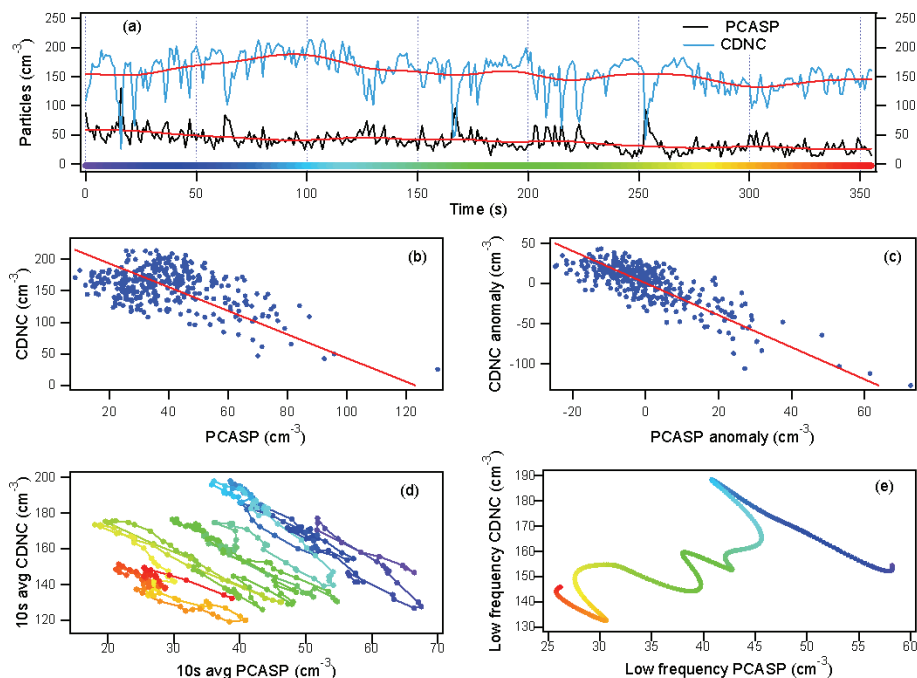 (a)
PCASP
CDNC
250 250
200 200
150 150
100 100
50 50
0 0
Particles (cm-3)
0 50 100 150 200 250 300 350
Time (s)
(b)
200
150
100
50
0
CDNC (cm-3)
20 40 60 80 100 120
PCASP (cm-3)
(c)
50
0
-50
-100
CDNC anomaly (cm-3)
-20 0 20 40 60
PCASP anomaly (cm-3)
(d)
200
180
160
140
120
10s avg CDNC (cm-3)
20 30 40 50 60 70
10s avg PCASP (cm-3)
(e)
190
180
170
160
150
140
130
Low frequency CDNC (cm-3)
25 30 35 40 45 50 55 60
Low frequency PCASP (cm-3)